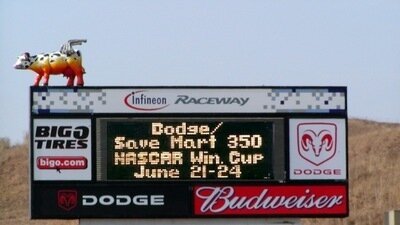 Infineon RACEWAY
BIG O
TIRES
bigo.com
Dodge/
Save Mart 350
NASCAR Win. Cup
June 21-24
DODGE
DODGE
Budweiser